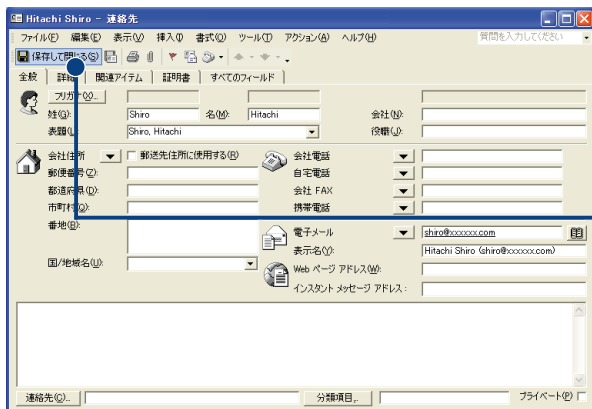 Hitachi Shiro - 連絡先
ファイル(F) 編集(E) 表示(V) 挿入(I) 書式(O) ツール(T) アクション(A) ヘルプ(H) 質問を入力してください
保存して閉じる(S)
全般 詳細 関連アイテム 証明書 すべてのフィールド
フリガナ(X)...
姓(G): Shiro 名(M): Hitachi 会社(N):
表題(L): Shiro, Hitachi 役職(J):
会社住所 郵送先住所に使用する(R) 会社電話
郵便番号(Z): 自宅電話
都道府県(D): 会社 FAX
市町村(Q): 携帯電話
番地(B): 電子メール shiro@xxxxxx.com
表示名(Y): Hitachi Shiro (shiro@xxxxxx.com)
国/地域名(U): Web ページ アドレス(W):
インスタント メッセージ アドレス:
連絡先(C)... 分類項目... プライベート(P)